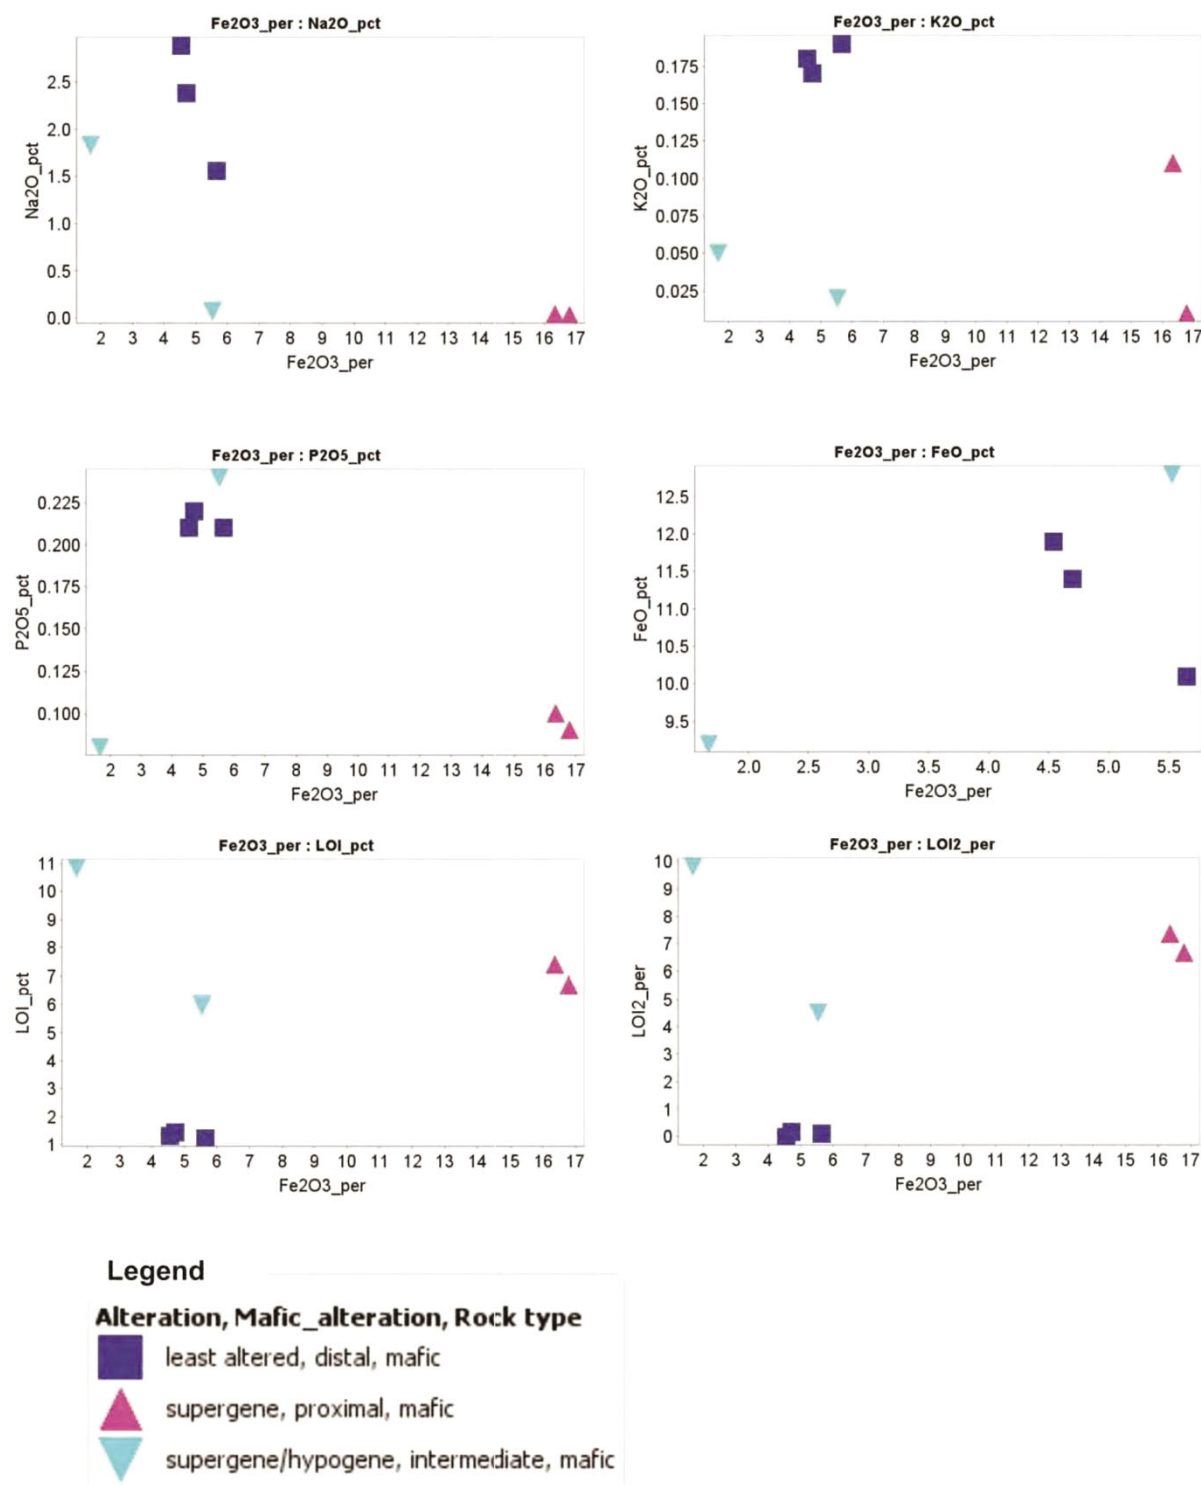 Fe2O3_per : Na2O_pct
2.5
2.0
1.5
1.0
0.5
0.0
Na2O_pct
2 3 4 5 6 7 8 9 10 11 12 13 14 15 16 17
Fe2O3_per
Fe2O3_per : K2O_pct
0.175
0.150
0.125
0.100
0.075
0.050
0.025
K2O_pct
2 3 4 5 6 7 8 9 10 11 12 13 14 15 16 17
Fe2O3_per
Fe2O3_per : P2O5_pct
0.225
0.200
0.175
0.150
0.125
0.100
P2O5_pct
2 3 4 5 6 7 8 9 10 11 12 13 14 15 16 17
Fe2O3_per
Fe2O3_per : FeO_pct
12.5
12.0
11.5
11.0
10.5
10.0
9.5
FeO_pct
2.0 2.5 3.0 3.5 4.0 4.5 5.0 5.5
Fe2O3_per
Fe2O3_per : LOI_pct
11
10
9
8
7
6
5
4
3
2
1
LOI_pct
2 3 4 5 6 7 8 9 10 11 12 13 14 15 16 17
Fe2O3_per
Fe2O3_per : LOI2_per
10
9
8
7
6
5
4
3
2
1
0
LOI2_per
2 3 4 5 6 7 8 9 10 11 12 13 14 15 16 17
Fe2O3_per
Legend
Alteration, Mafic_alteration, Rock type
least altered, distal, mafic
supergene, proximal, mafic
supergene/hypogene, intermediate, mafic